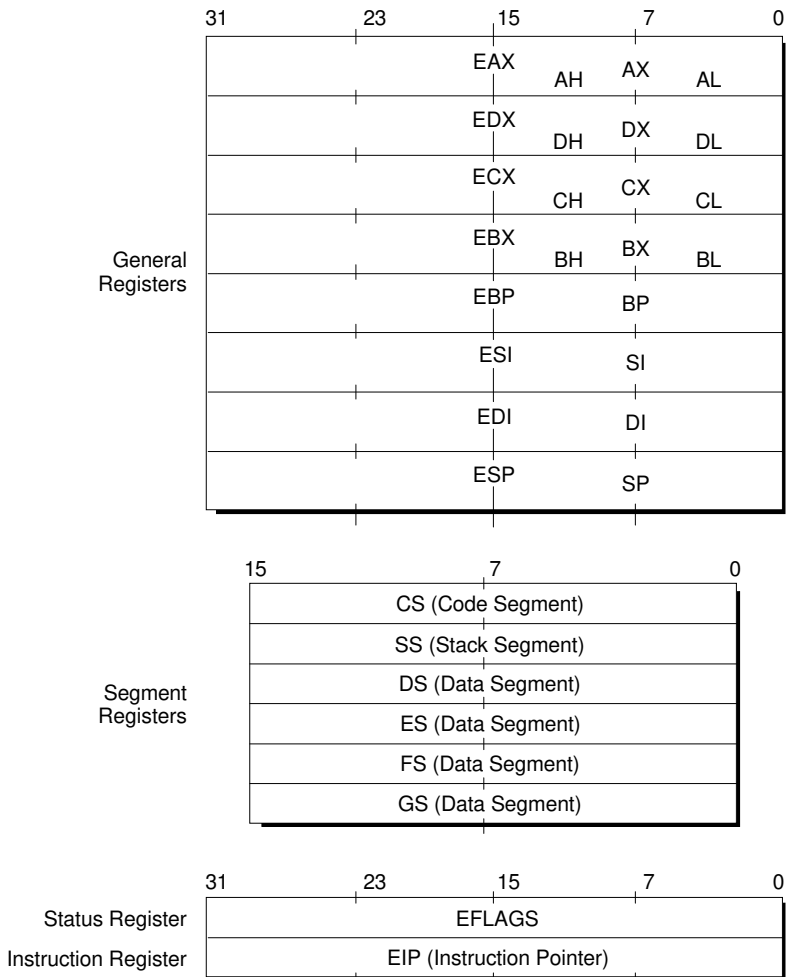 31 23 15 7 0
EAX AH AX AL
EDX DH DX DL
ECX CH CX CL
EBX BH BX BL
General
Registers
EBP BP
ESI SI
EDI DI
ESP SP
15 7 0
CS (Code Segment)
SS (Stack Segment)
DS (Data Segment)
Segment
Registers
ES (Data Segment)
FS (Data Segment)
GS (Data Segment)
31 23 15 7 0
Status Register EFLAGS
Instruction Register EIP (Instruction Pointer)